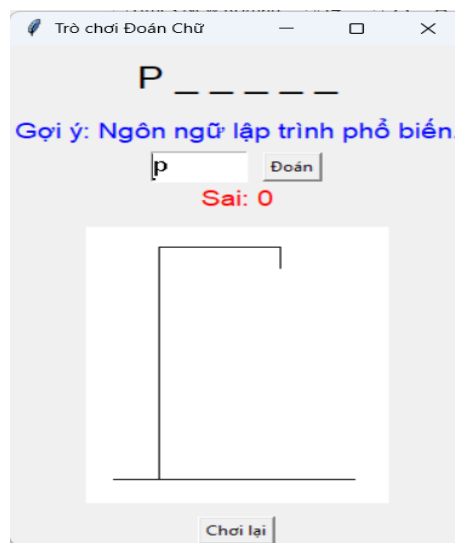 Trò chơi Đoán Chữ
P _ _ _ _ _
Gợi ý: Ngôn ngữ lập trình phổ biến.
p Đoán
Sai: 0
Chơi lại